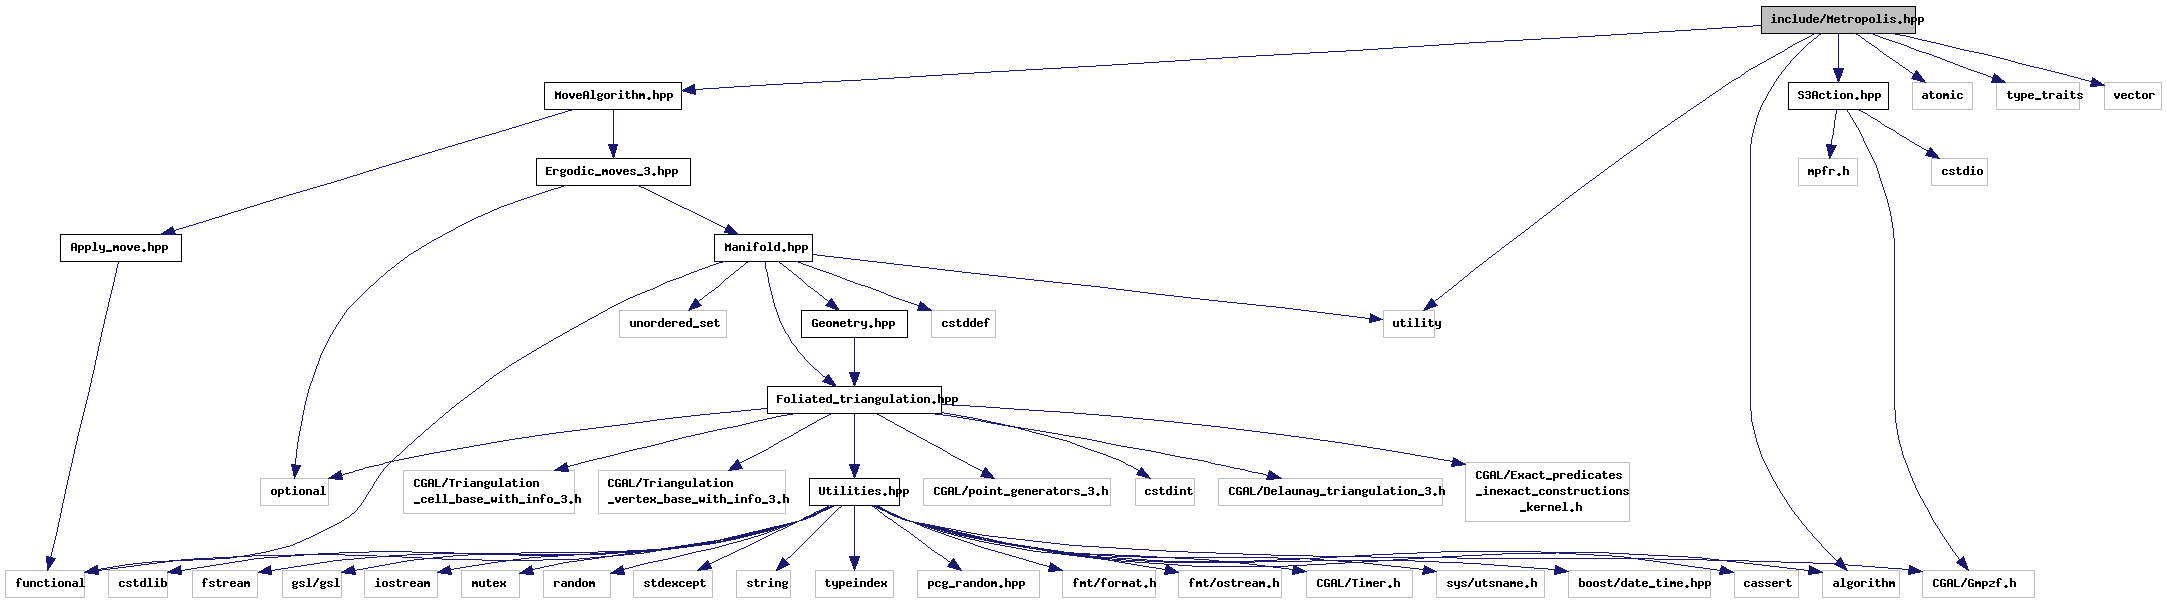 include/Metropolis.hpp
MoveAlgorithm.hpp
S3Action.hpp
atomic
type_traits
vector
Ergodic_moves_3.hpp
mpfr.h
cstdio
Apply_move.hpp
Manifold.hpp
unordered_set
Geometry.hpp
cstddef
utility
Foliated_triangulation.hpp
optional
CGAL/Triangulation
_cell_base_with_info_3.h
CGAL/Triangulation
_vertex_base_with_info_3.h
Utilities.hpp
CGAL/point_generators_3.h
cstdint
CGAL/Delaunay_triangulation_3.h
CGAL/Exact_predicates
_inexact_constructions
_kernel.h
functional
cstdlib
fstream
gsl/gsl
iostream
mutex
random
stdexcept
string
typeindex
pcg_random.hpp
fmt/format.h
fmt/ostream.h
CGAL/Timer.h
sys/utsname.h
boost/date_time.hpp
cassert
algorithm
CGAL/Gmpzf.h